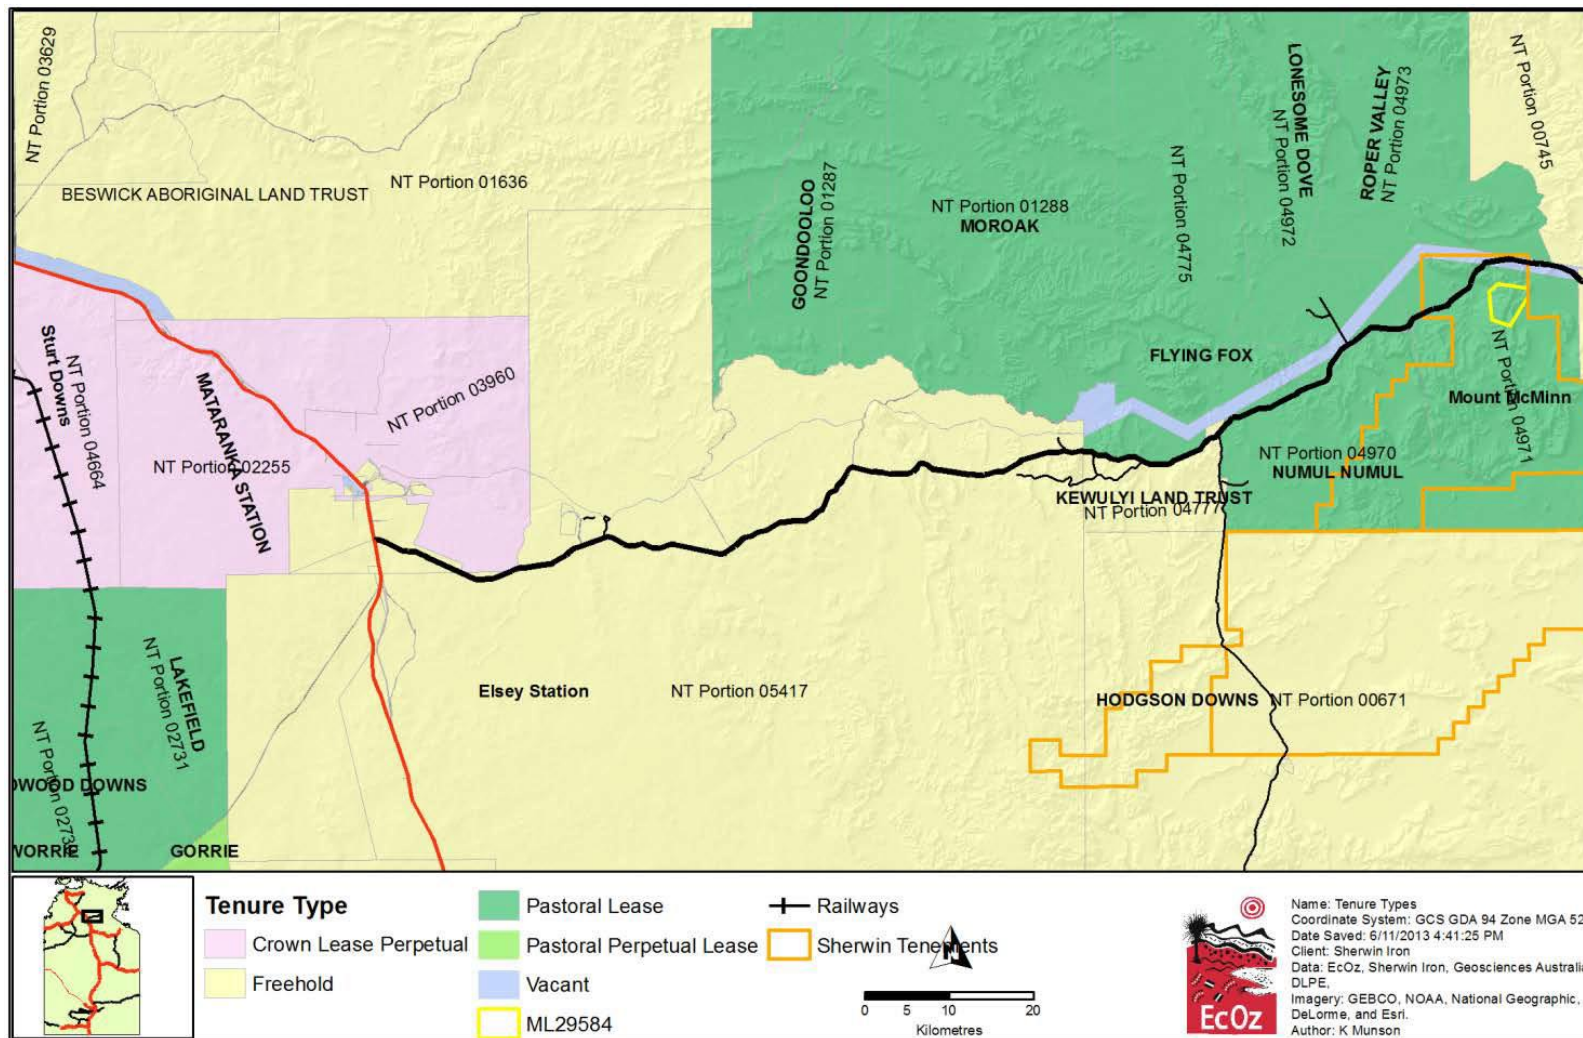 NT Portion 03629
BESWICK ABORIGINAL LAND TRUST
NT Portion 01636
GOONDOOLOO
NT Portion 01287
NT Portion 01288
MOROAK
NT Portion 04775
LONESOME DOVE
NT Portion 04972
ROPER VALLEY
NT Portion 04973
NT Portion 00745
Sturt Downs
NT Portion 04664
MATARANKA STATION
NT Portion 02255
NT Portion 03960
FLYING FOX
Mount McMinn
NT Portion 04971
NT Portion 04970
NUMUL NUMUL
KEWULYI LAND TRUST
NT Portion 04777
LAKEFIELD
NT Portion 02731
Elsey Station
NT Portion 05417
HODGSON DOWNS
NT Portion 00671
OWOOD DOWNS
NT Portion 0273
WORRIE
GORRIE
Tenure Type
Crown Lease Perpetual
Freehold
Pastoral Lease
Pastoral Perpetual Lease
Vacant
ML29584
Railways
Sherwin Tenements
N
0 5 10 20
Kilometres
EcOz
Name: Tenure Types
Coordinate System: GCS GDA 94 Zone MGA 52
Date Saved: 6/11/2013 4:41:25 PM
Client: Sherwin Iron
Data: EcOz, Sherwin Iron, Geosciences Australia
DLPE,
Imagery: GEBCO, NOAA, National Geographic,
DeLorme, and Esri.
Author: K Munson